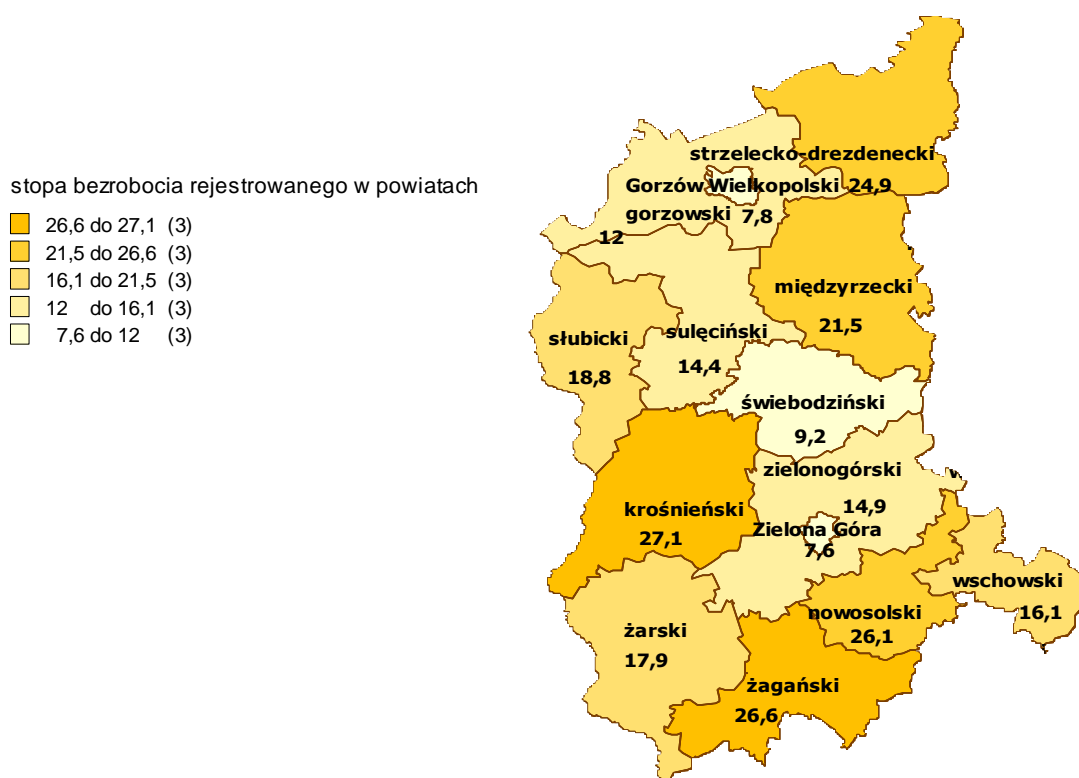 stopa bezrobocia rejestrowanego w powiatach
26,6 do 27,1 (3)
21,5 do 26,6 (3)
16,1 do 21,5 (3)
12 do 16,1 (3)
7,6 do 12 (3)
strzelecko-drezdenecki
24,9
Gorzów Wielkopolski
7,8
gorzowski
12
międzyrzecki
21,5
słubicki
18,8
sulęciński
14,4
świebodziński
9,2
zielonogórski
14,9
krośnieński
27,1
Zielona Góra
7,6
wschowski
16,1
nowosolski
26,1
żarski
17,9
żagański
26,6